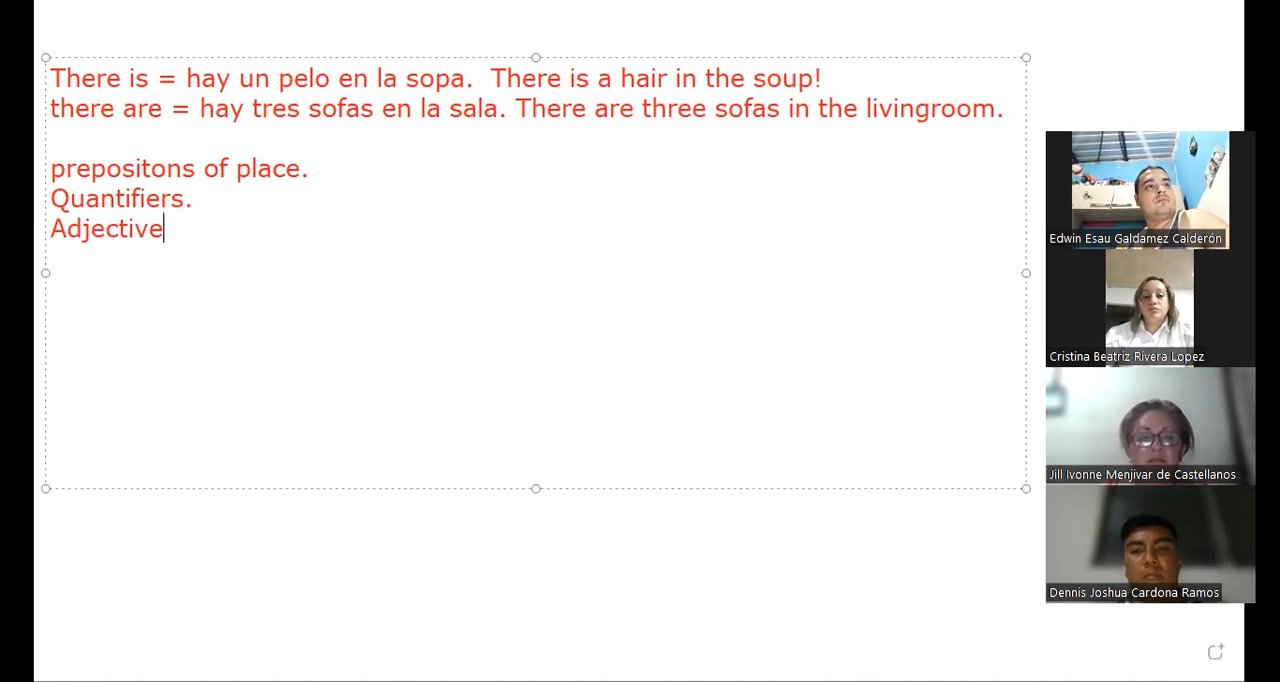 There is = hay un pelo en la sopa.  There is a hair in the soup!
there are = hay tres sofas en la sala. There are three sofas in the livingroom.
prepositons of place.
Quantifiers.
Adjective
Edwin Esau Galdamez Calderón
Cristina Beatriz Rivera Lopez
Jill Ivonne Menjivar de Castellanos
Dennis Joshua Cardona Ramos